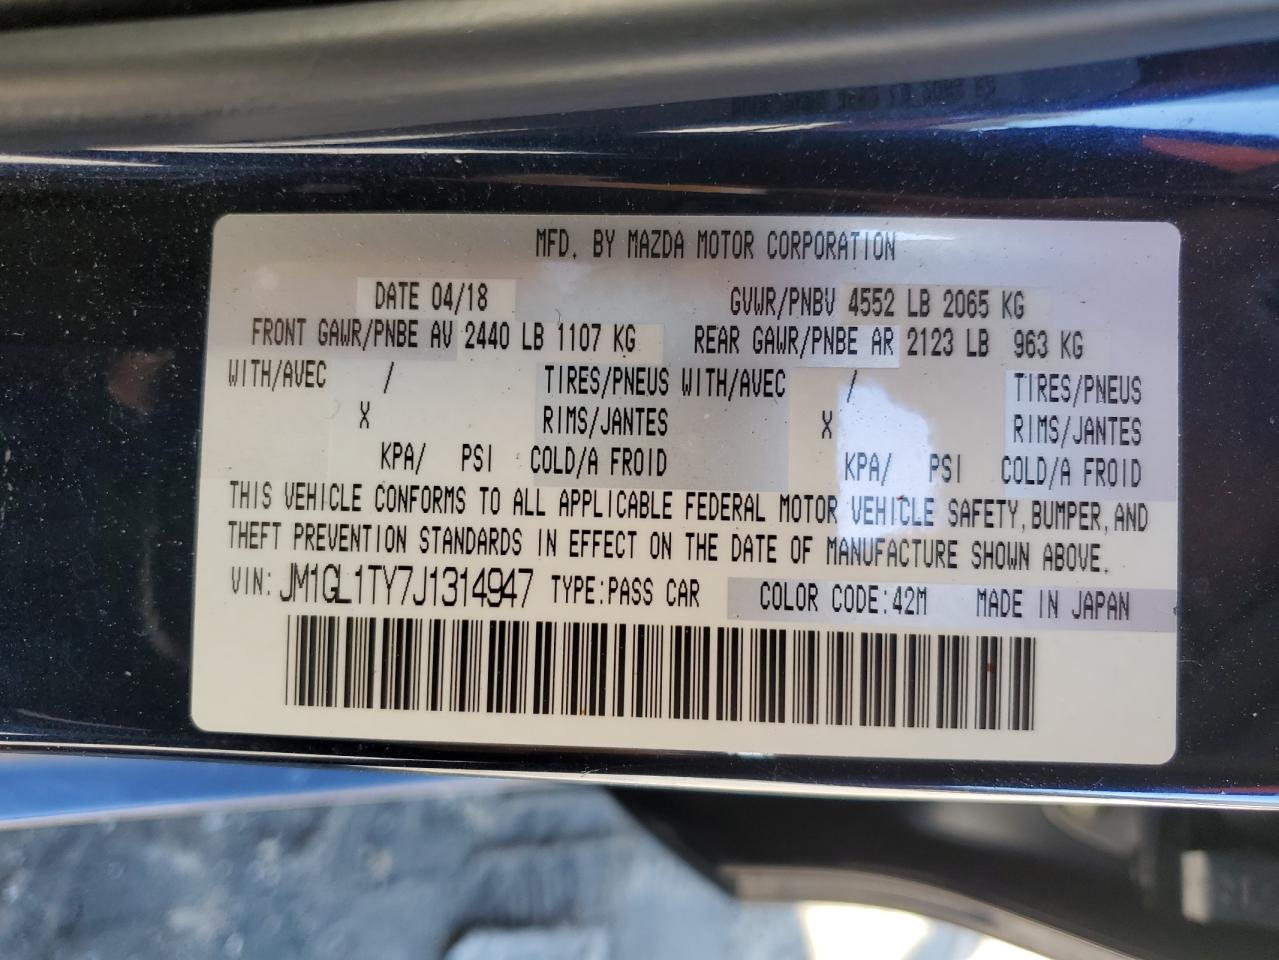 MFD. BY MAZDA MOTOR CORPORATION
DATE 04/18 GVWR/PNBV 4552 LB 2065 KG
FRONT GAWR/PNBE AV 2440 LB 1107 KG REAR GAWR/PNBE AR 2123 LB 963 KG
WITH/AVEC / TIRES/PNEUS WITH/AVEC / TIRES/PNEUS
X RIMS/JANTES X RIMS/JANTES
KPA/ PSI COLD/A FROID KPA/ PSI COLD/A FROID
THIS VEHICLE CONFORMS TO ALL APPLICABLE FEDERAL MOTOR VEHICLE SAFETY, BUMPER, AND
THEFT PREVENTION STANDARDS IN EFFECT ON THE DATE OF MANUFACTURE SHOWN ABOVE.
VIN: JM1GL1TY7J1314947 TYPE: PASS CAR COLOR CODE: 42M MADE IN JAPAN